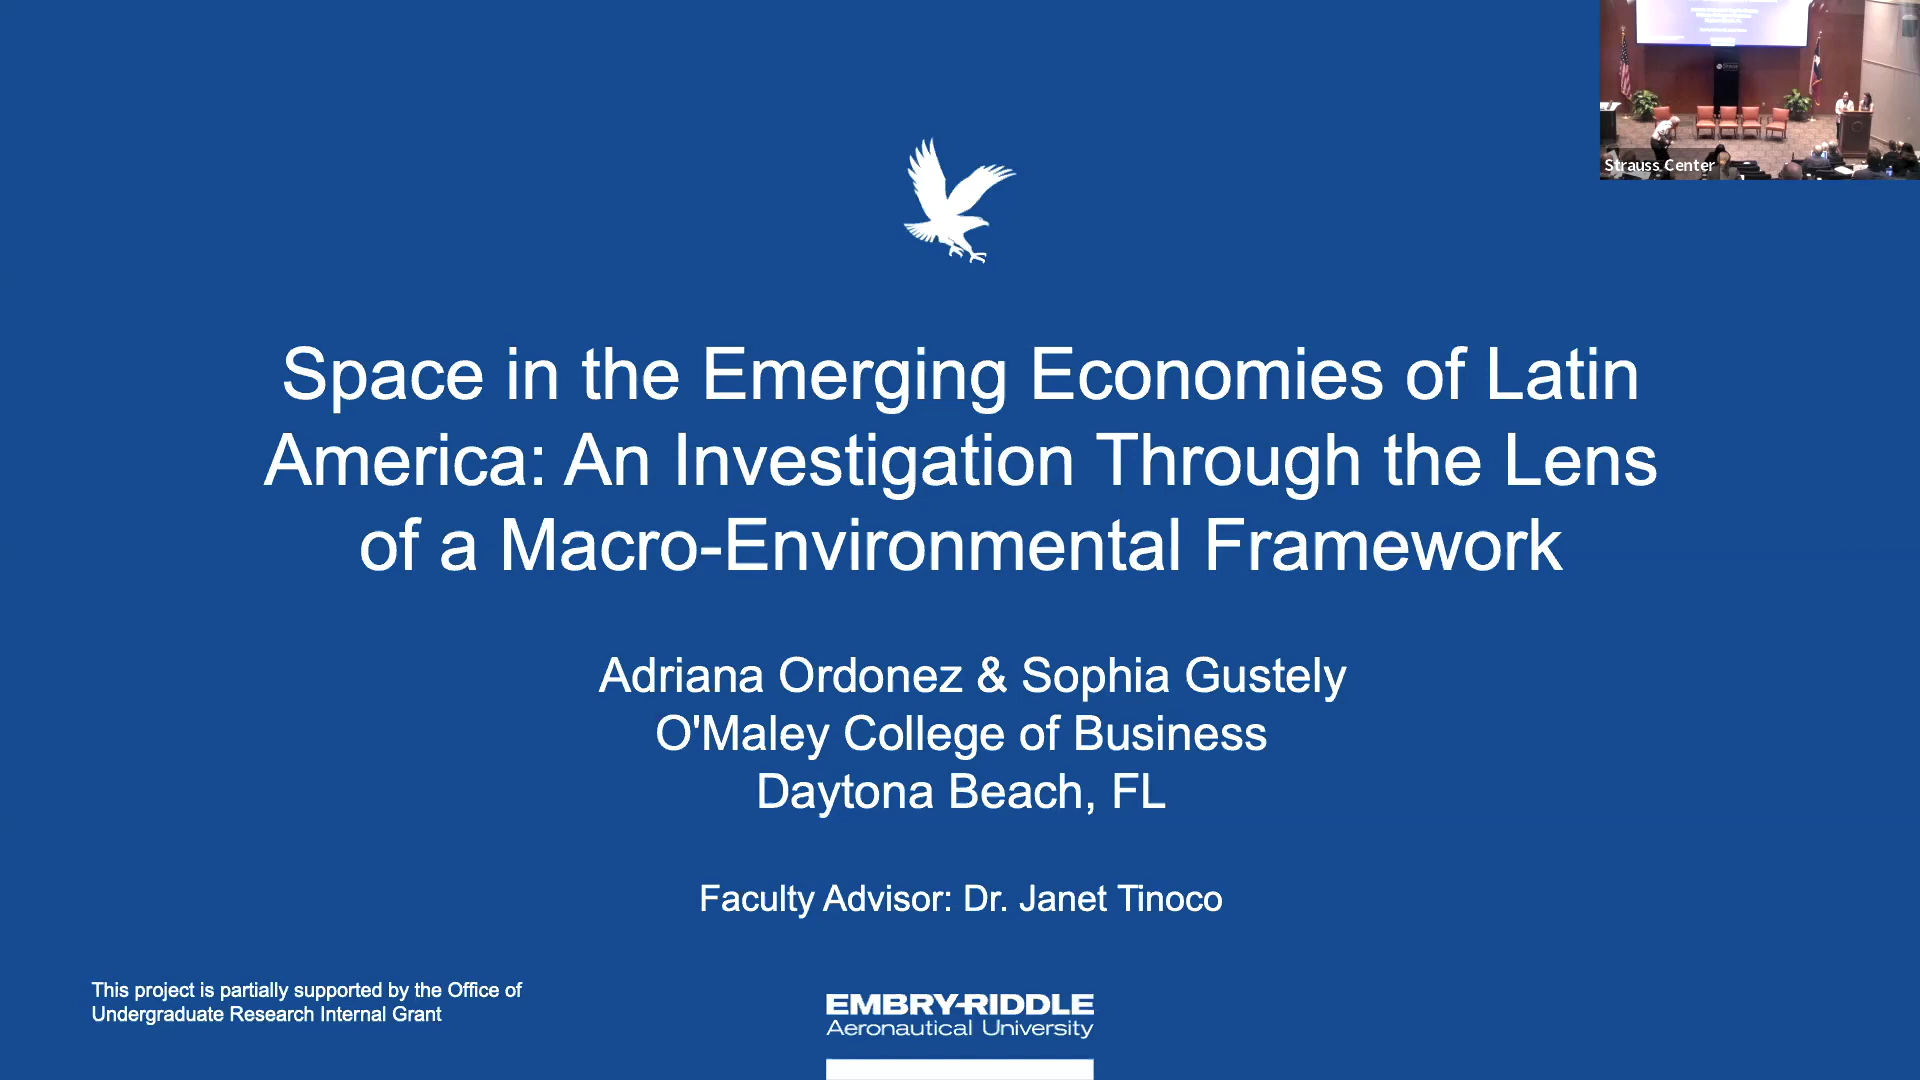 Strauss Center
Space in the Emerging Economies of Latin
America: An Investigation Through the Lens
of a Macro-Environmental Framework
Adriana Ordonez & Sophia Gustely
O'Maley College of Business
Daytona Beach, FL
Faculty Advisor: Dr. Janet Tinoco
This project is partially supported by the Office of
Undergraduate Research Internal Grant
EMBRY-RIDDLE
Aeronautical University